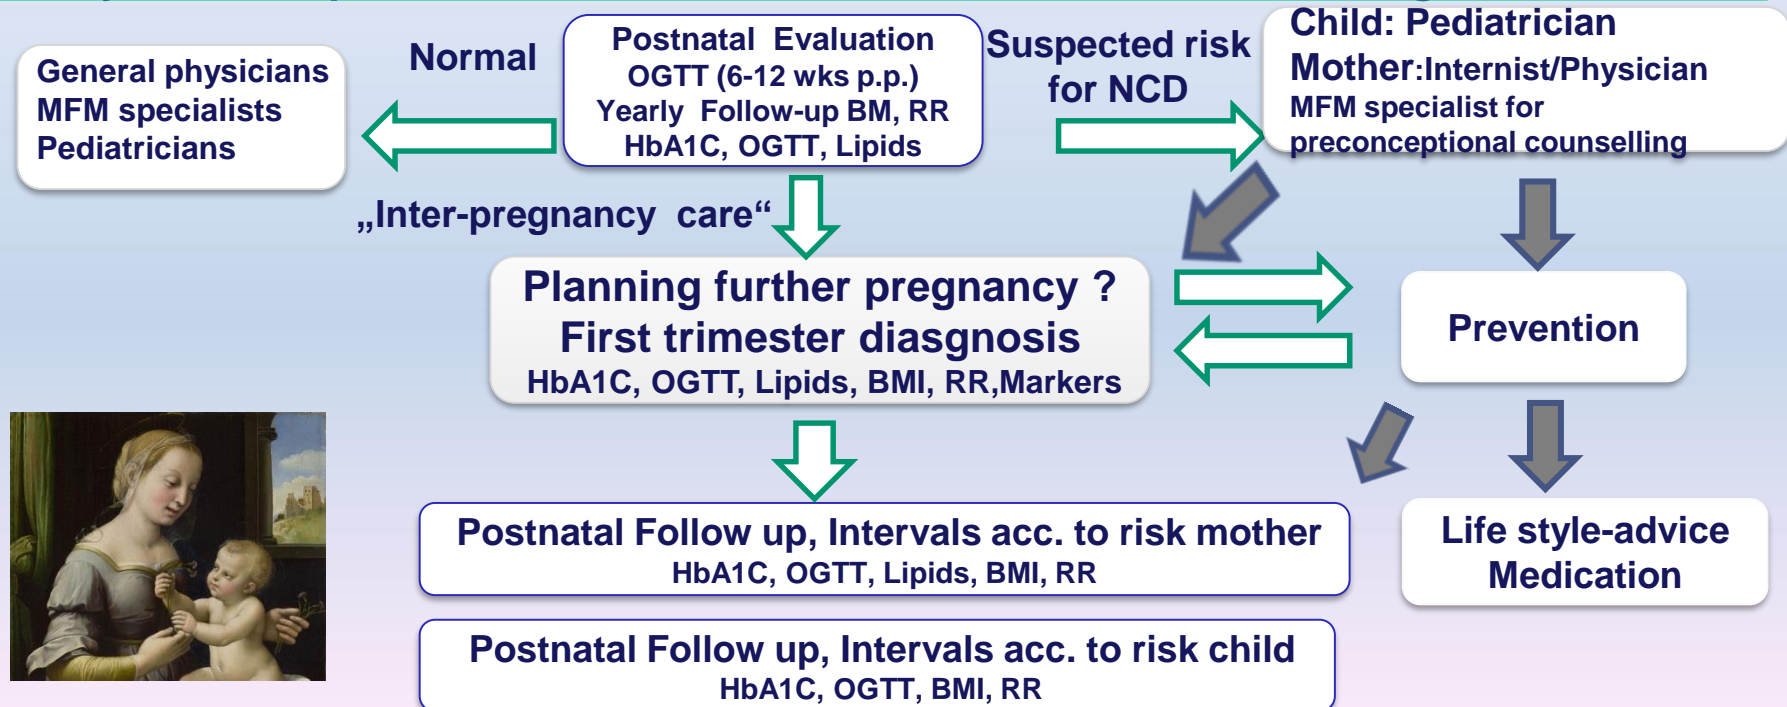 General physicians
MFM specialists
Pediatricians
Normal
Postnatal Evaluation
OGTT (6-12 wks p.p.)
Yearly Follow-up BM, RR
HbA1C, OGTT, Lipids
Suspected risk
for NCD
Child: Pediatrician
Mother:Internist/Physician
MFM specialist for
preconceptional counselling
„Inter-pregnancy care“
Planning further pregnancy ?
First trimester diasgnosis
HbA1C, OGTT, Lipids, BMI, RR,Markers
Prevention
Postnatal Follow up, Intervals acc. to risk mother
HbA1C, OGTT, Lipids, BMI, RR
Life style-advice
Medication
Postnatal Follow up, Intervals acc. to risk child
HbA1C, OGTT, BMI, RR